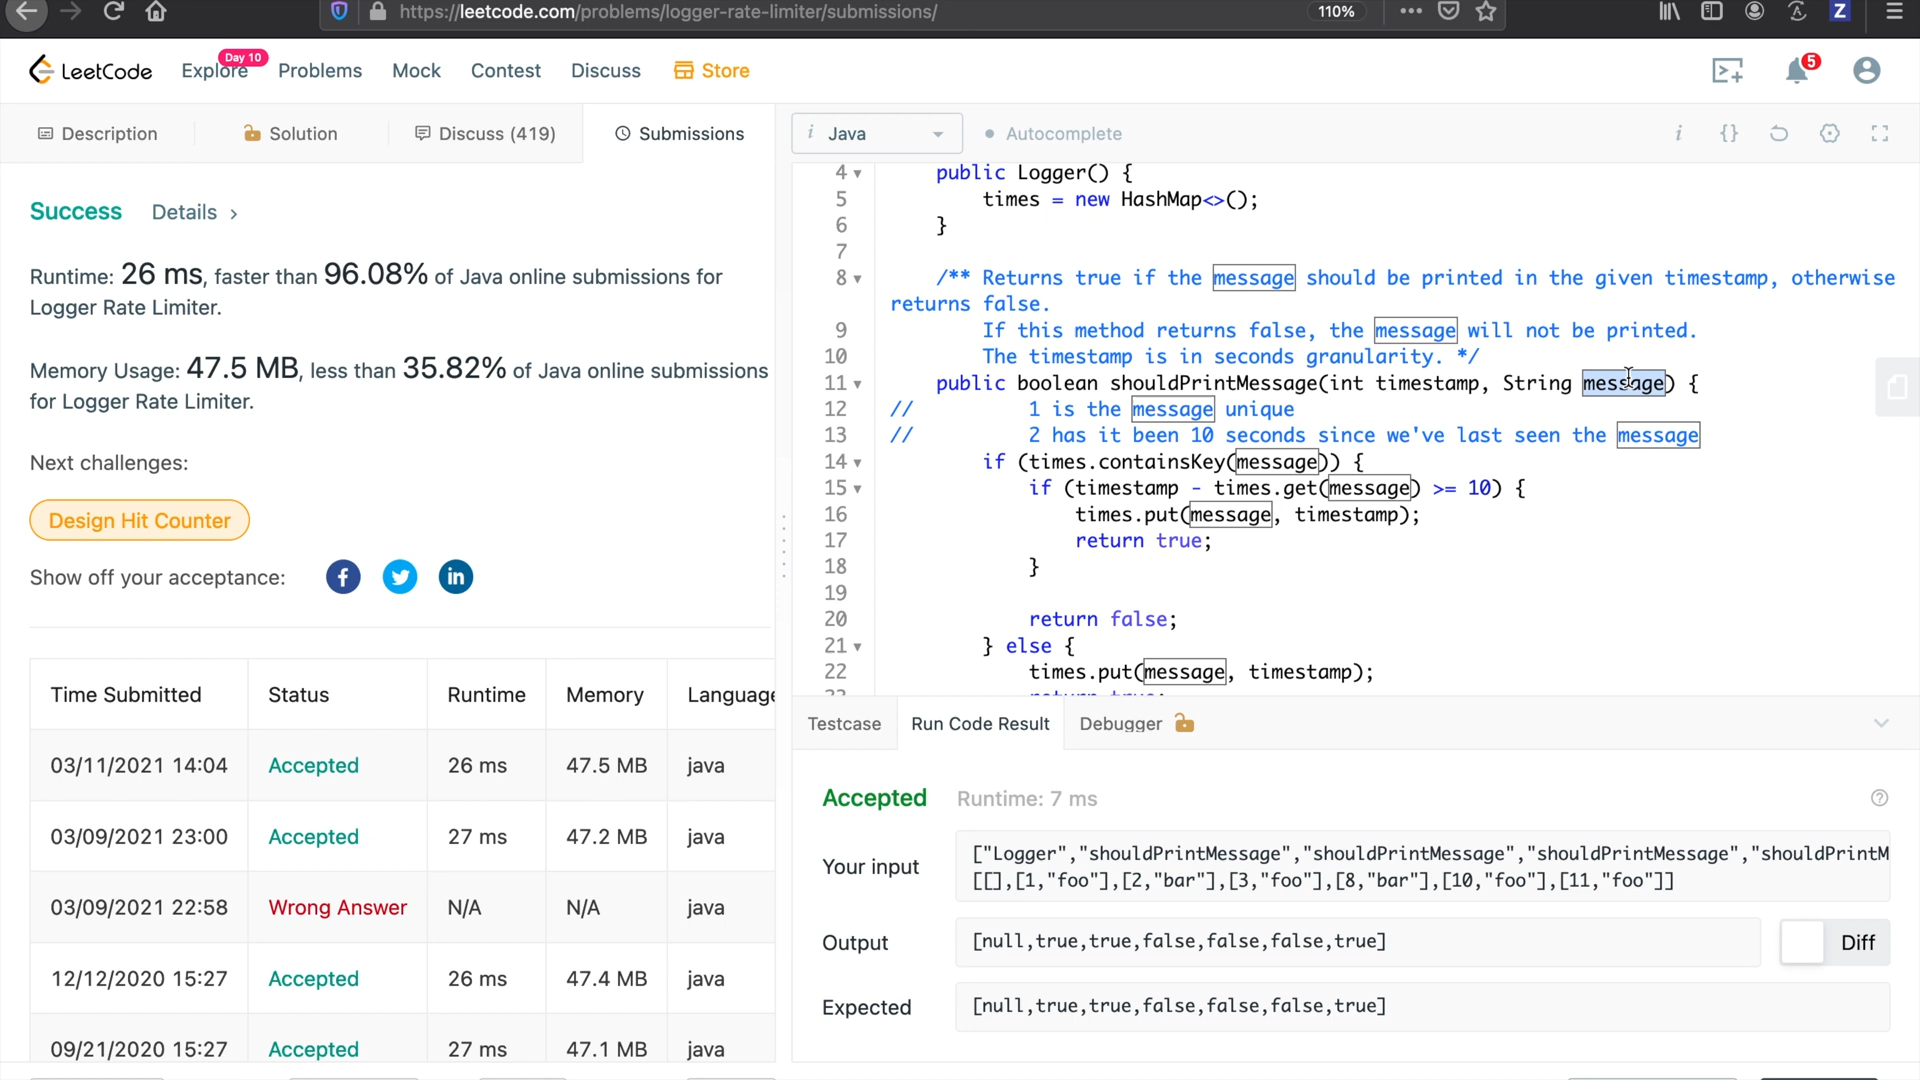 https://leetcode.com/problems/logger-rate-limiter/submissions/
110%
Z
LeetCode
Explore
Day 10
Problems
Mock
Contest
Discuss
Store
5
Description
Solution
Discuss (419)
Submissions
i Java
Autocomplete
i
{}
Success
Details >
Runtime: 26 ms, faster than 96.08% of Java online submissions for
Logger Rate Limiter.
Memory Usage: 47.5 MB, less than 35.82% of Java online submissions
for Logger Rate Limiter.
Next challenges:
Design Hit Counter
Show off your acceptance:
Time Submitted Status Runtime Memory Language
03/11/2021 14:04 Accepted 26 ms 47.5 MB java
03/09/2021 23:00 Accepted 27 ms 47.2 MB java
03/09/2021 22:58 Wrong Answer N/A N/A java
12/12/2020 15:27 Accepted 26 ms 47.4 MB java
09/21/2020 15:27 Accepted 27 ms 47.1 MB java
4 public Logger() {
5 times = new HashMap<>();
6 }
7
8 /** Returns true if the message should be printed in the given timestamp, otherwise
returns false.
9 If this method returns false, the message will not be printed.
10 The timestamp is in seconds granularity. */
11 public boolean shouldPrintMessage(int timestamp, String message) {
12 // 1 is the message unique
13 // 2 has it been 10 seconds since we've last seen the message
14 if (times.containsKey(message)) {
15 if (timestamp - times.get(message) >= 10) {
16 times.put(message, timestamp);
17 return true;
18 }
19
20 return false;
21 } else {
22 times.put(message, timestamp);
23 return true;
Testcase
Run Code Result
Debugger
Accepted
Runtime: 7 ms
Your input
["Logger","shouldPrintMessage","shouldPrintMessage","shouldPrintMessage","shouldPrintM
[[],[1,"foo"],[2,"bar"],[3,"foo"],[8,"bar"],[10,"foo"],[11,"foo"]]
Output
[null,true,true,false,false,false,true]
Diff
Expected
[null,true,true,false,false,false,true]